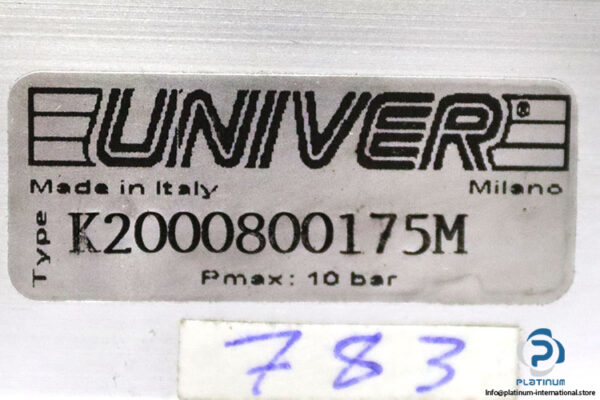 UNIVER®
Made in Italy Milano
Type K2000800175M
Pmax: 10 bar
783
PLATINUM
Info@platinum-international.store